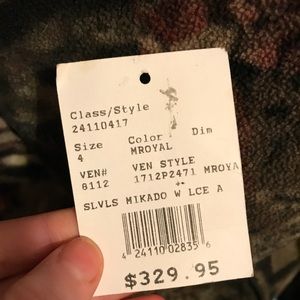 Class/Style
24110417
Size Color Dim
4 MROYAL
VEN# VEN STYLE
8112 1712P2471 MROYA
SLVLS MIKADO W LCE A
4 24110 02835 6
$329.95